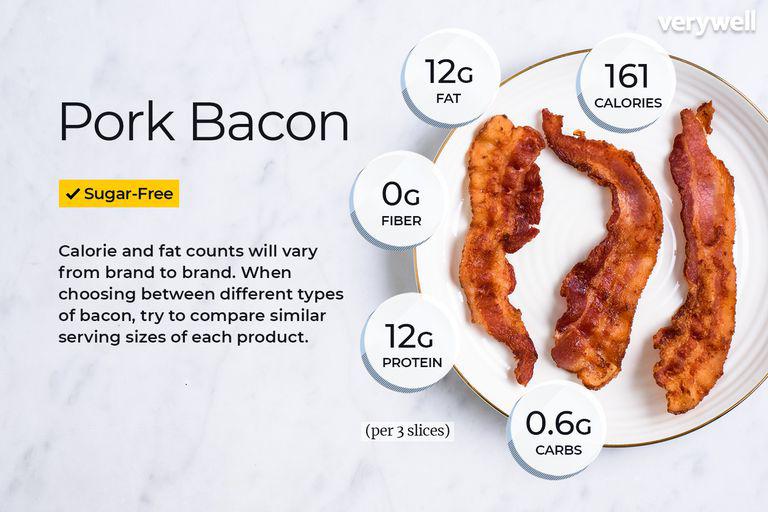 verywell
Pork Bacon
✓ Sugar-Free
Calorie and fat counts will vary
from brand to brand. When
choosing between different types
of bacon, try to compare similar
serving sizes of each product.
12G
FAT
161
CALORIES
0G
FIBER
12G
PROTEIN
(per 3 slices)
0.6G
CARBS